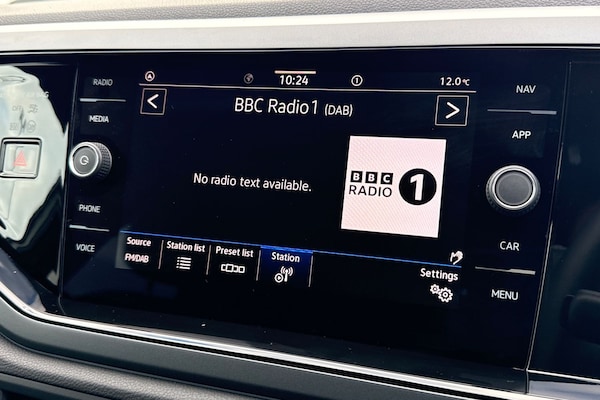 RADIO
MEDIA
PHONE
VOICE
10:24
12.0°C
BBC Radio1 (DAB)
No radio text available.
BBC
RADIO
1
Source
FM/DAB
Station list
Preset list
Station
Settings
NAV
APP
CAR
MENU